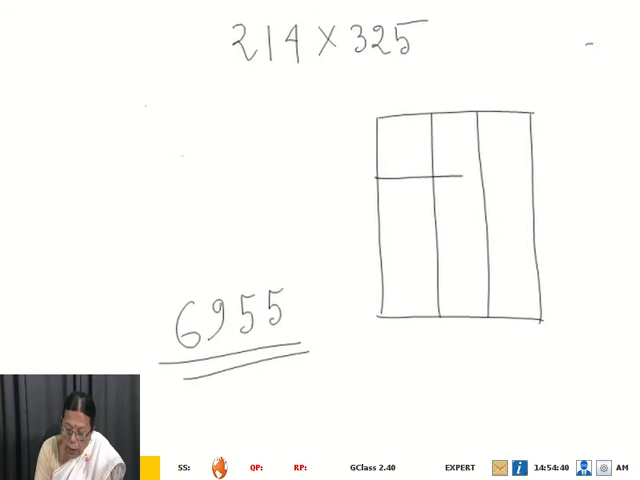 214 × 325
6955
SS:
QP:
RP:
GClass 2.40
EXPERT
14:54:40
AM